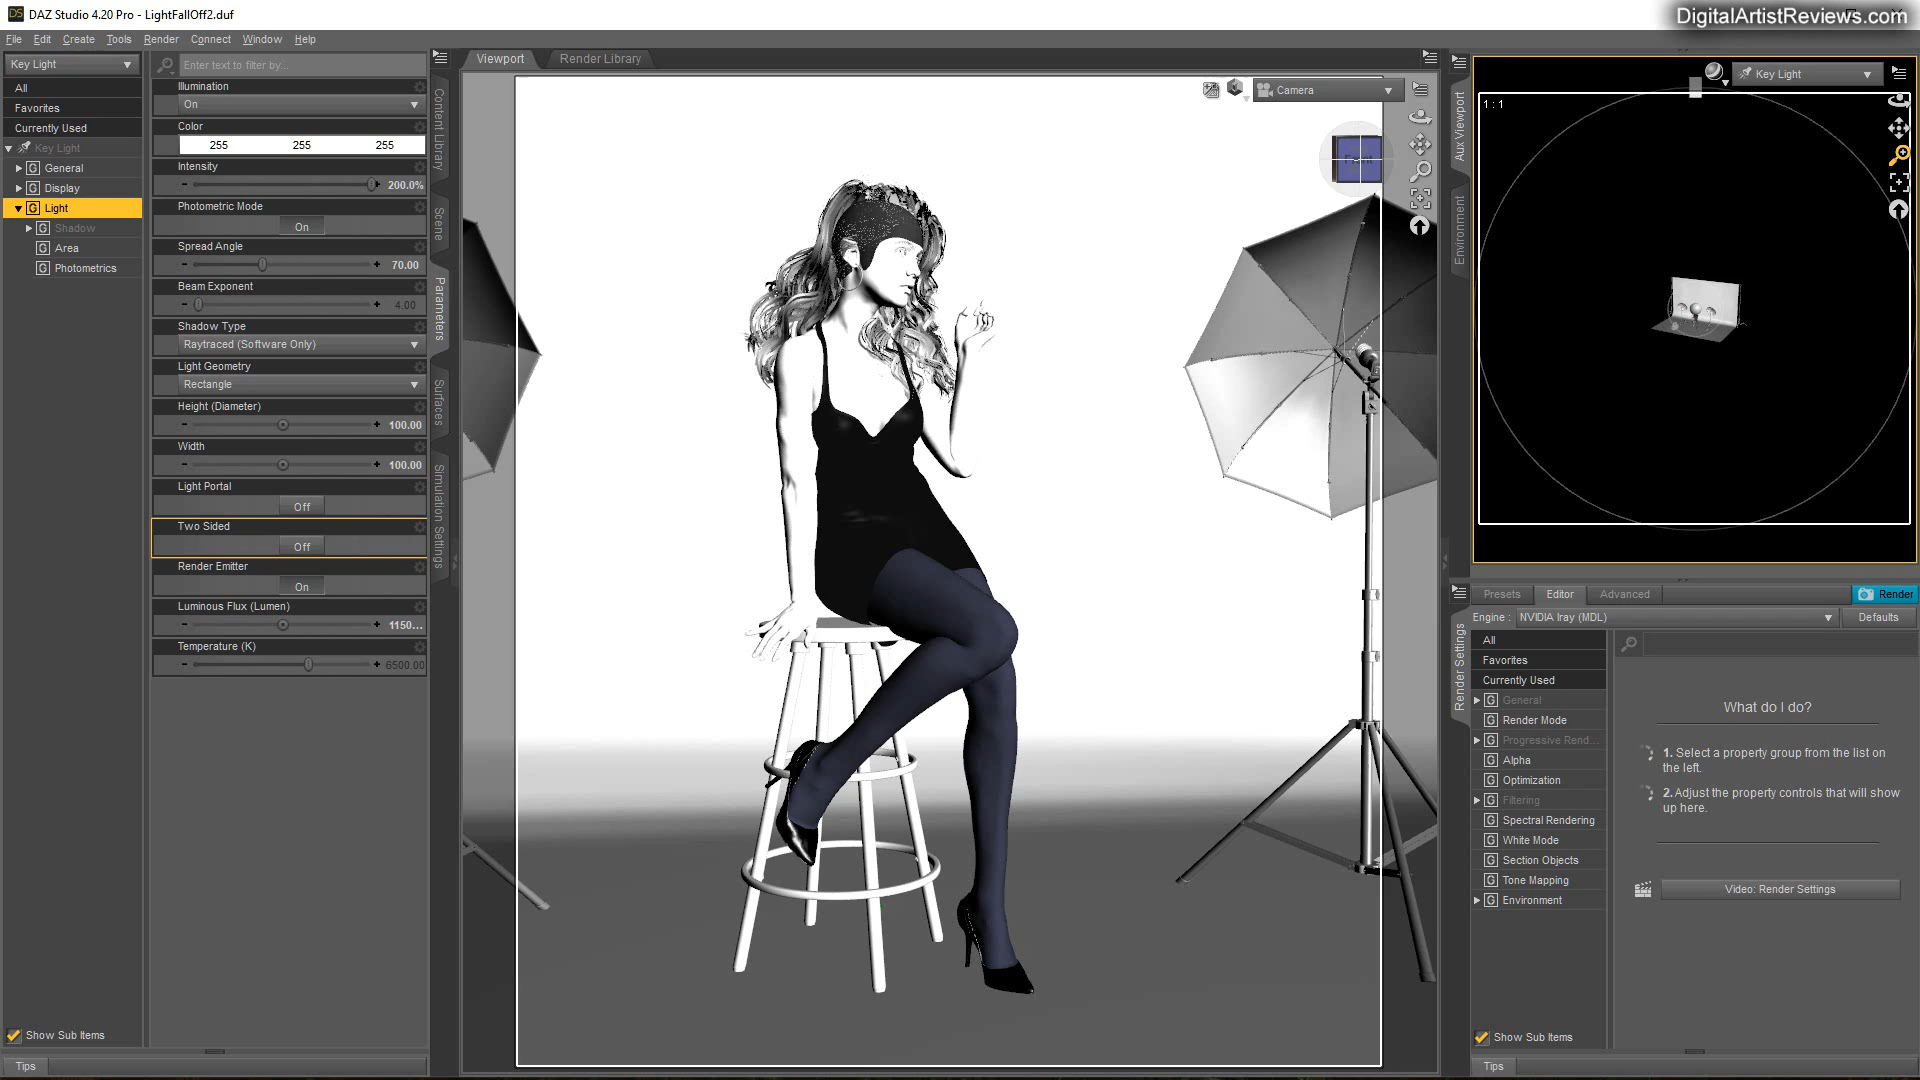 DAZ Studio 4.20 Pro - LightFallOff2.duf
DigitalArtistReviews.com
File Edit Create Tools Render Connect Window Help
Key Light
All
Favorites
Currently Used
Key Light
General
Display
Light
Shadow
Area
Photometrics
Show Sub Items
Tips
Enter text to filter by...
Illumination
On
Color
255 255 255
Intensity
200.0%
Photometric Mode
On
Spread Angle
70.00
Beam Exponent
4.00
Shadow Type
Raytraced (Software Only)
Light Geometry
Rectangle
Height (Diameter)
100.00
Width
100.00
Light Portal
Off
Two Sided
Off
Render Emitter
On
Luminous Flux (Lumen)
1150...
Temperature (K)
6500.00
Content Library
Scene
Parameters
Surfaces
Simulation Settings
Viewport Render Library
Camera
Aux Viewport
Environment
Key Light
1 : 1
Render Settings
Presets Editor Advanced Render
Engine : NVIDIA Iray (MDL) Defaults
All
Favorites
Currently Used
General
Render Mode
Progressive Rend...
Alpha
Optimization
Filtering
Spectral Rendering
White Mode
Section Objects
Tone Mapping
Environment
Show Sub Items
Tips
What do I do?
1. Select a property group from the list on
the left.
2. Adjust the property controls that will show
up here.
Video: Render Settings